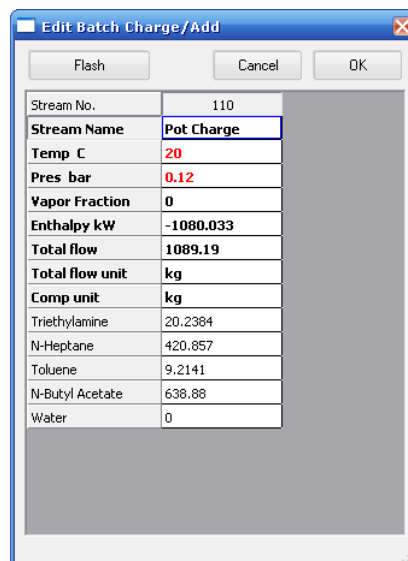 Edit Batch Charge/Add
Flash Cancel OK
Stream No. 110
Stream Name Pot Charge
Temp C 20
Pres bar 0.12
Vapor Fraction 0
Enthalpy kW -1080.033
Total flow 1089.19
Total flow unit kg
Comp unit kg
Triethylamine 20.2384
N-Heptane 420.857
Toluene 9.2141
N-Butyl Acetate 638.88
Water 0